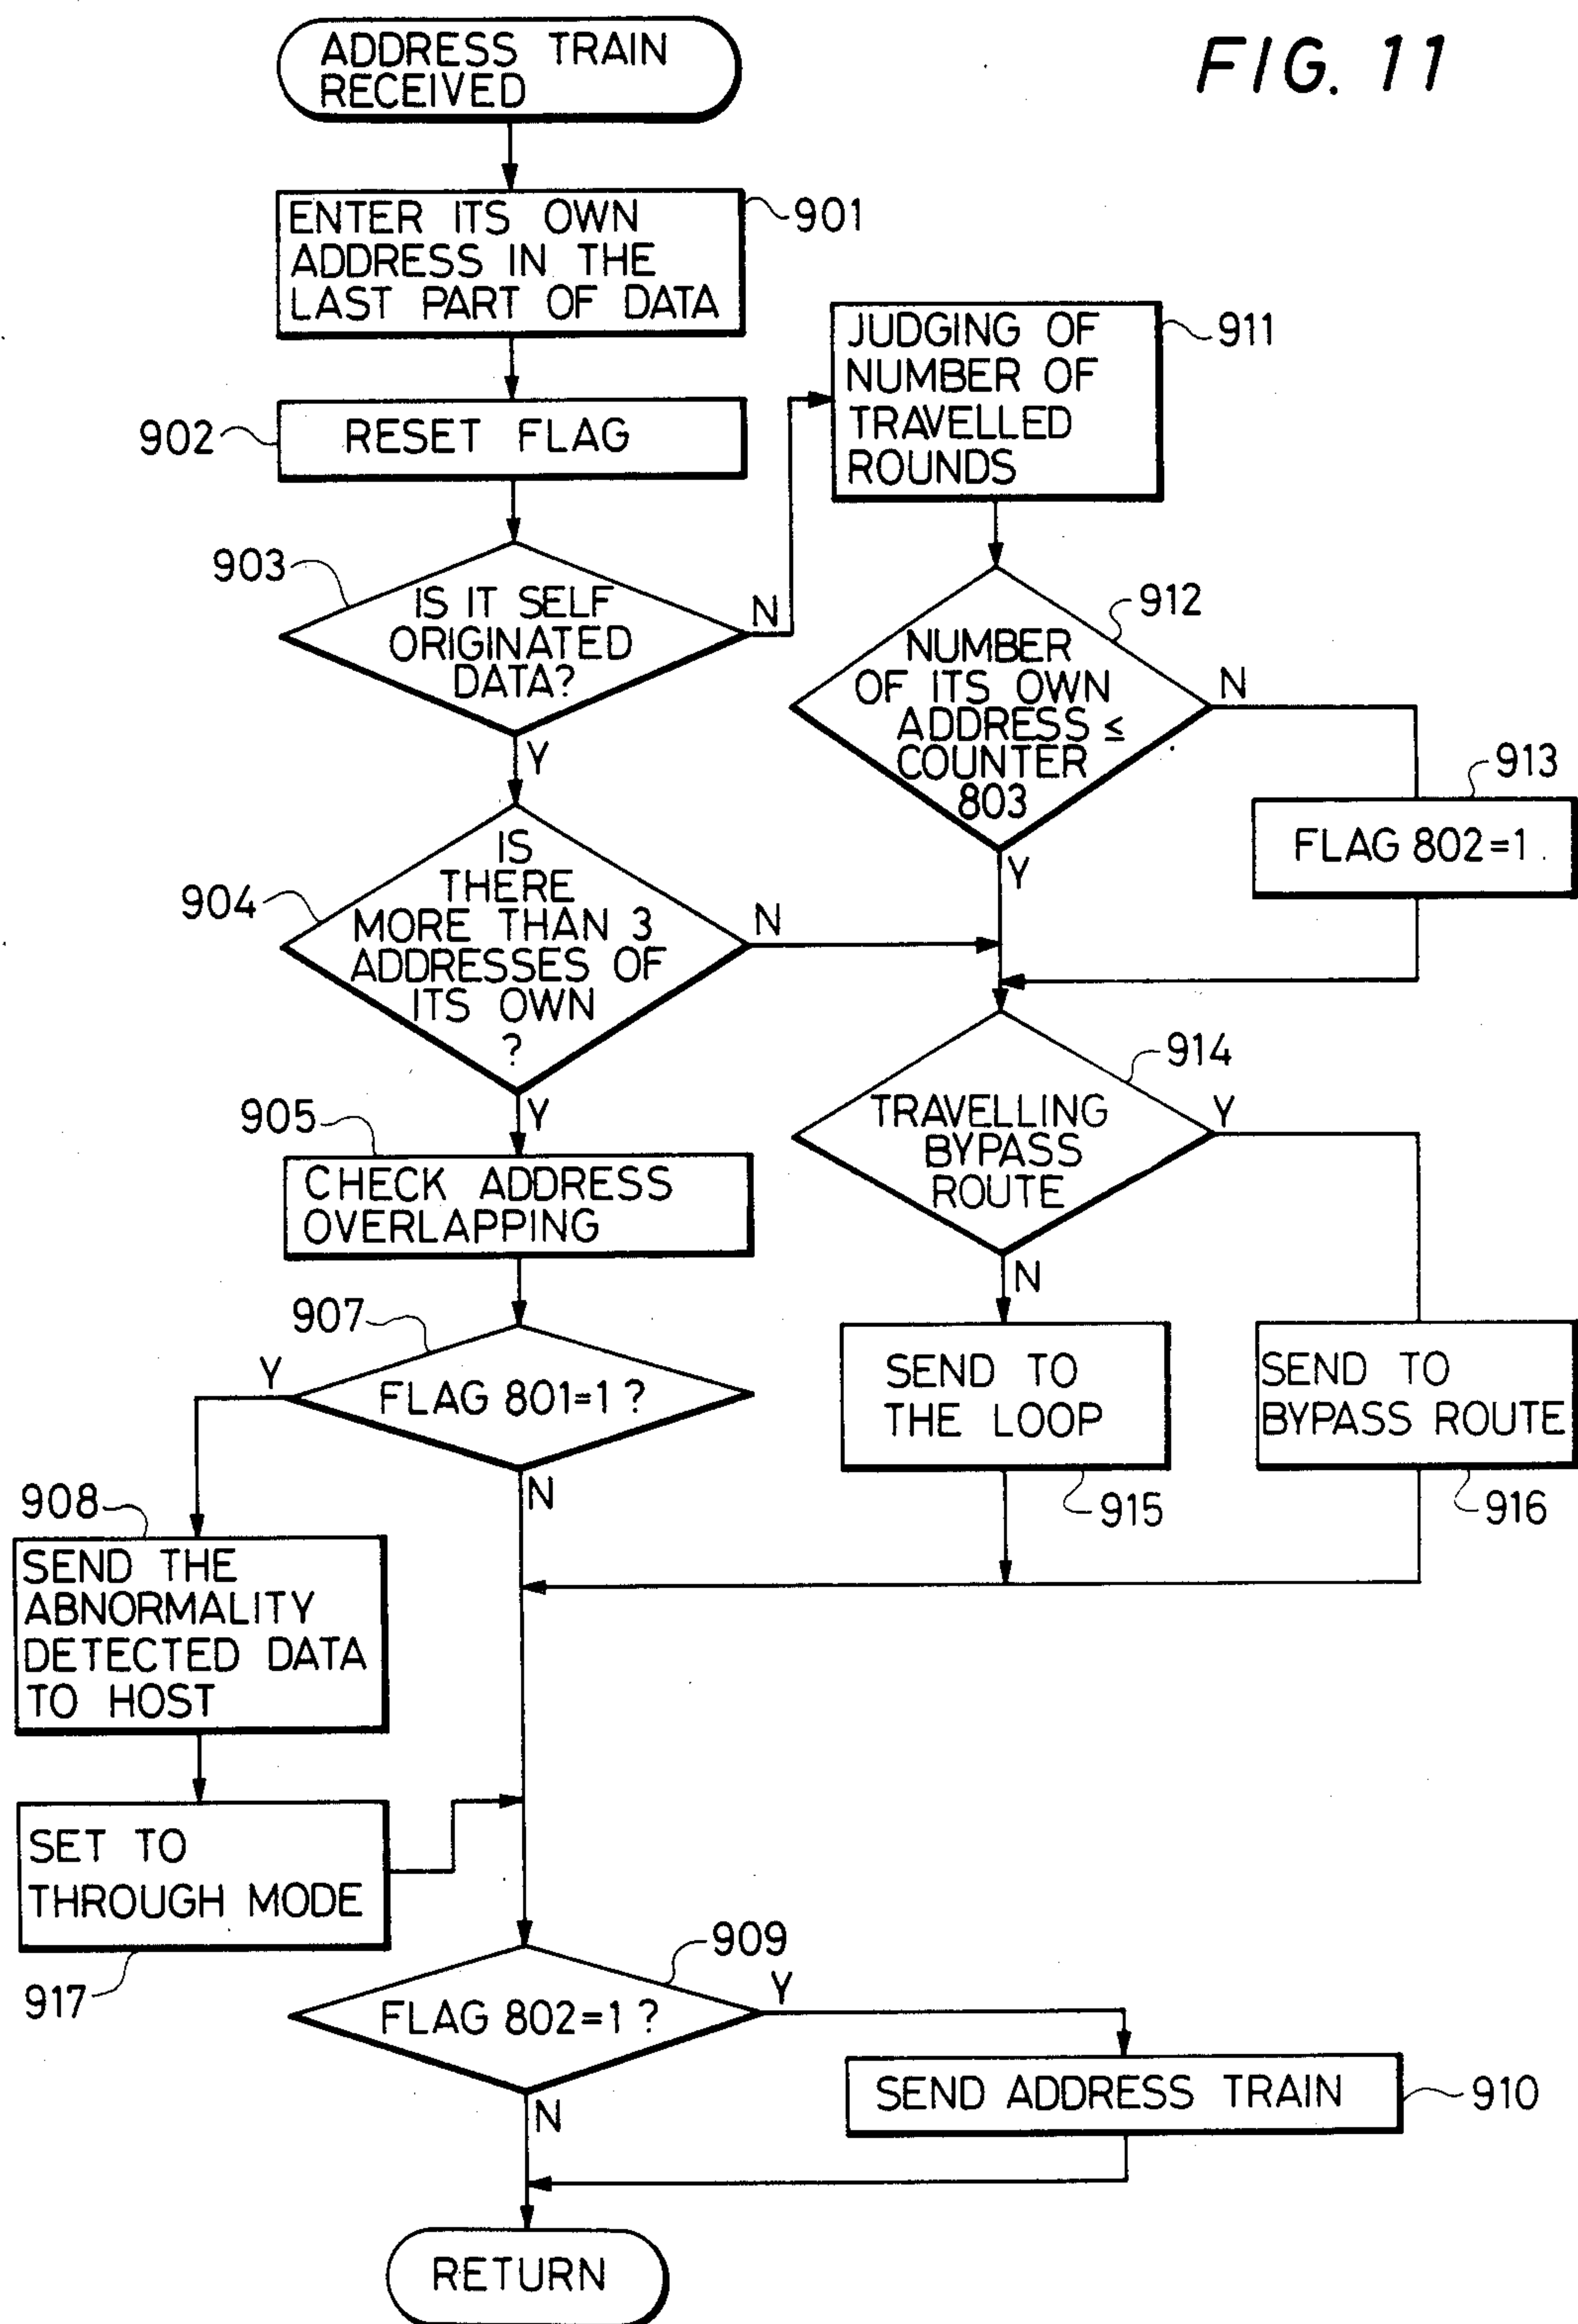 FIG. 11
ADDRESS TRAIN
RECEIVED
ENTER ITS OWN
ADDRESS IN THE
LAST PART OF DATA
901
RESET FLAG
902
903
IS IT SELF
ORIGINATED
DATA?
N
Y
JUDGING OF
NUMBER OF
TRAVELLED
ROUNDS
911
912
NUMBER
OF ITS OWN
ADDRESS ≤
COUNTER
803
N
Y
913
FLAG 802=1
904
IS
THERE
MORE THAN 3
ADDRESSES OF
ITS OWN
?
N
Y
905
CHECK ADDRESS
OVERLAPPING
914
TRAVELLING
BYPASS
ROUTE
Y
N
907
FLAG 801=1?
Y
N
SEND TO
THE LOOP
915
SEND TO
BYPASS ROUTE
916
908
SEND THE
ABNORMALITY
DETECTED DATA
TO HOST
SET TO
THROUGH MODE
917
909
FLAG 802=1?
Y
N
SEND ADDRESS TRAIN
910
RETURN